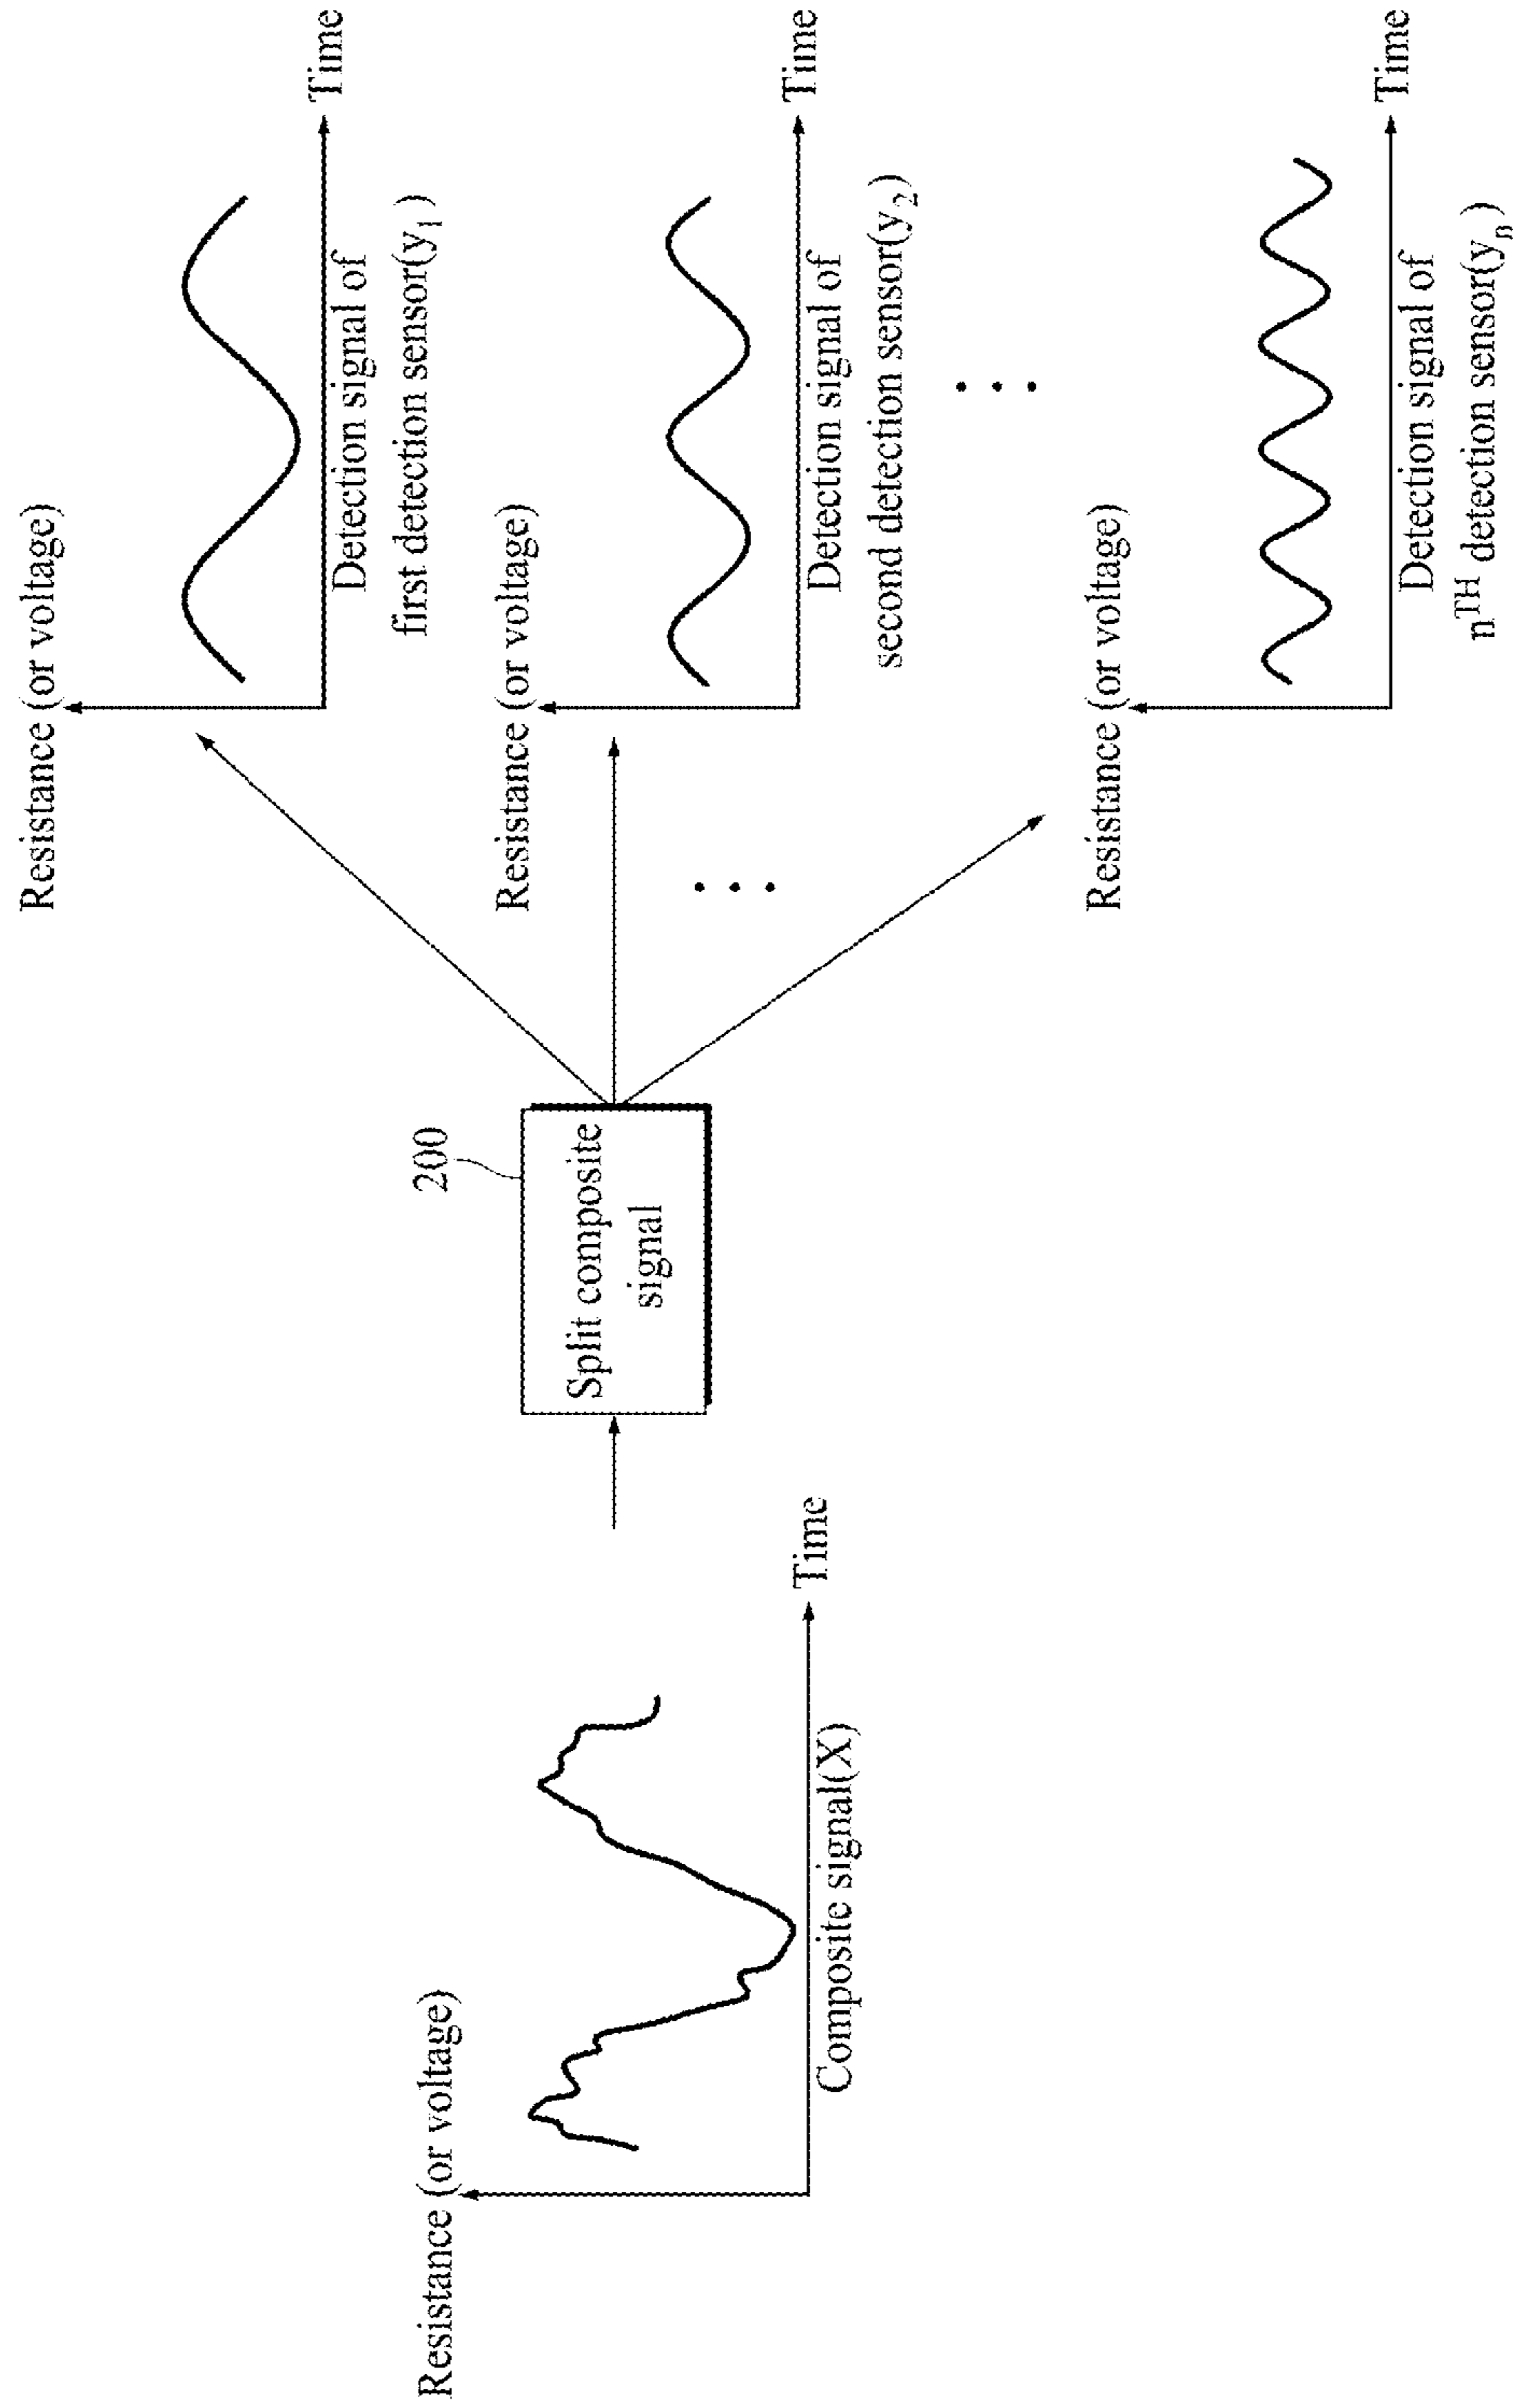 Resistance (or voltage)
Time
Composite signal(X)
200
Split composite
signal
Resistance (or voltage)
Time
Detection signal of
first detection sensor(y1)
Resistance (or voltage)
Time
Detection signal of
second detection sensor(y2)
Resistance (or voltage)
Time
Detection signal of
nTH detection sensor(yn)